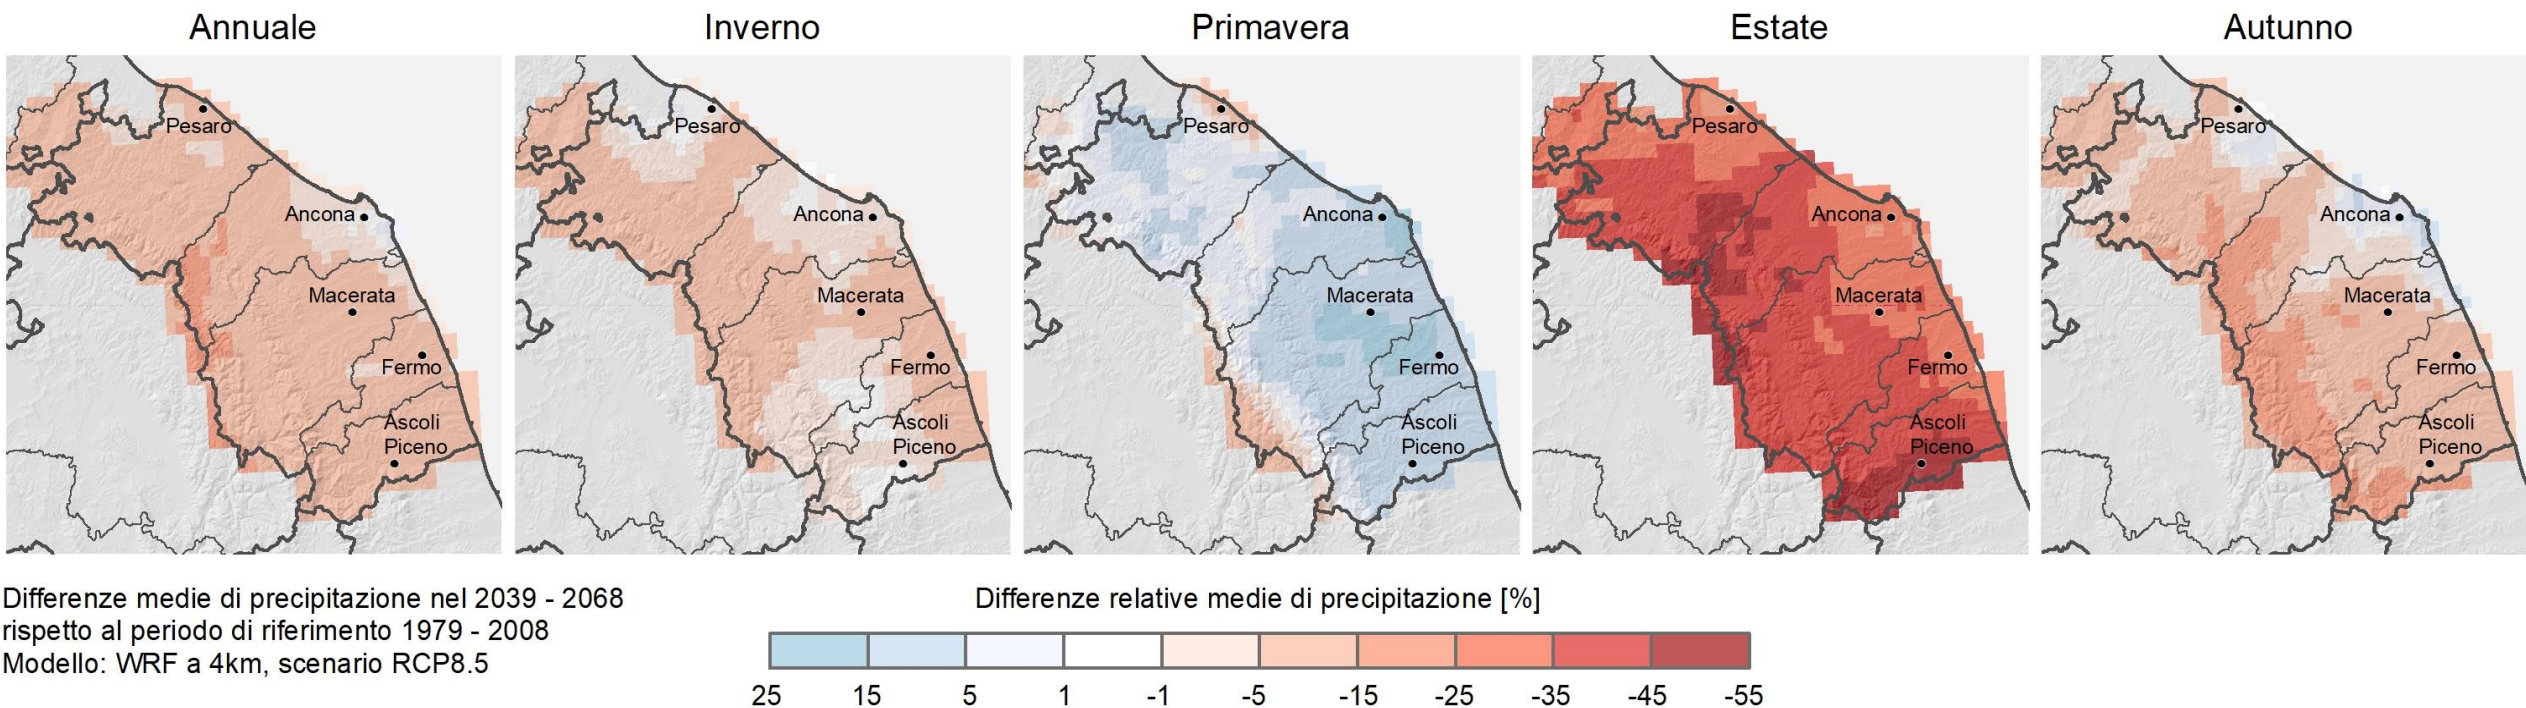 Annuale
Inverno
Primavera
Estate
Autunno
Pesaro
Ancona
Macerata
Fermo
Ascoli
Piceno
Pesaro
Ancona
Macerata
Fermo
Ascoli
Piceno
Pesaro
Ancona
Macerata
Fermo
Ascoli
Piceno
Pesaro
Ancona
Macerata
Fermo
Ascoli
Piceno
Pesaro
Ancona
Macerata
Fermo
Ascoli
Piceno
Differenze medie di precipitazione nel 2039 - 2068
rispetto al periodo di riferimento 1979 - 2008
Modello: WRF a 4km, scenario RCP8.5
Differenze relative medie di precipitazione [%]
25 15 5 1 -1 -5 -15 -25 -35 -45 -55